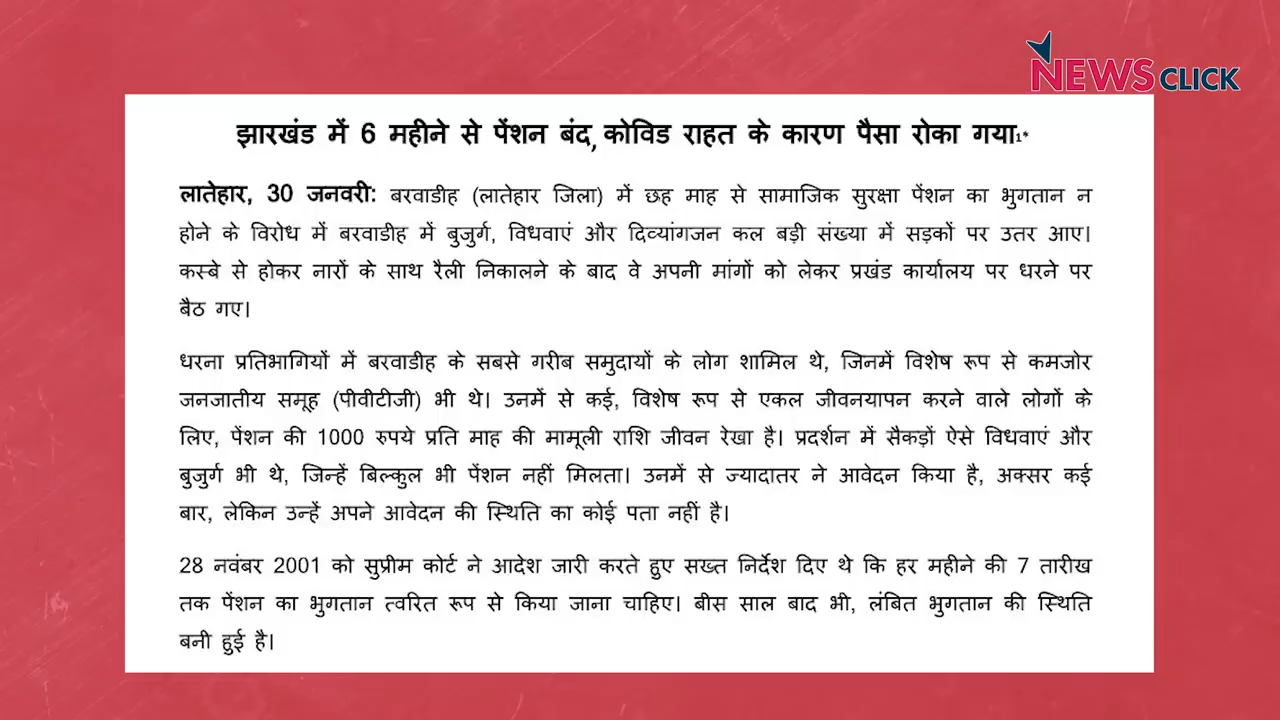 NEWSCLICK
झारखंड में 6 महीने से पेंशन बंद, कोविड राहत के कारण पैसा रोका गया1*
लातेहार, 30 जनवरी: बरवाडीह (लातेहार जिला) में छह माह से सामाजिक सुरक्षा पेंशन का भुगतान न
होने के विरोध में बरवाडीह में बुजुर्ग, विधवाएं और दिव्यांगजन कल बड़ी संख्या में सड़कों पर उतर आए।
कस्बे से होकर नारों के साथ रैली निकालने के बाद वे अपनी मांगों को लेकर प्रखंड कार्यालय पर धरने पर
बैठ गए।
धरना प्रतिभागियों में बरवाडीह के सबसे गरीब समुदायों के लोग शामिल थे, जिनमें विशेष रूप से कमजोर
जनजातीय समूह (पीवीटीजी) भी थे। उनमें से कई, विशेष रूप से एकल जीवनयापन करने वाले लोगों के
लिए, पेंशन की 1000 रुपये प्रति माह की मामूली राशि जीवन रेखा है। प्रदर्शन में सैकड़ों ऐसे विधवाएं और
बुजुर्ग भी थे, जिन्हें बिल्कुल भी पेंशन नहीं मिलता। उनमें से ज्यादातर ने आवेदन किया है, अक्सर कई
बार, लेकिन उन्हें अपने आवेदन की स्थिति का कोई पता नहीं है।
28 नवंबर 2001 को सुप्रीम कोर्ट ने आदेश जारी करते हुए सख्त निर्देश दिए थे कि हर महीने की 7 तारीख
तक पेंशन का भुगतान त्वरित रूप से किया जाना चाहिए। बीस साल बाद भी, लंबित भुगतान की स्थिति
बनी हुई है।